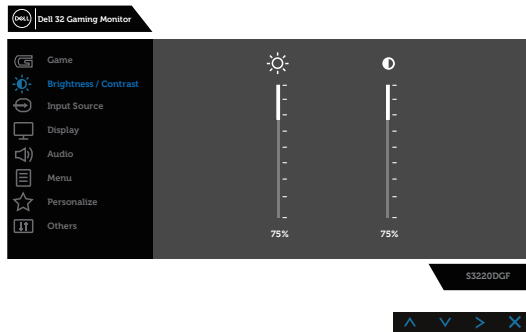 DELL
Dell 32 Gaming Monitor
Game
Brightness / Contrast
Input Source
Display
Audio
Menu
Personalize
Others
75%
75%
S3220DGF